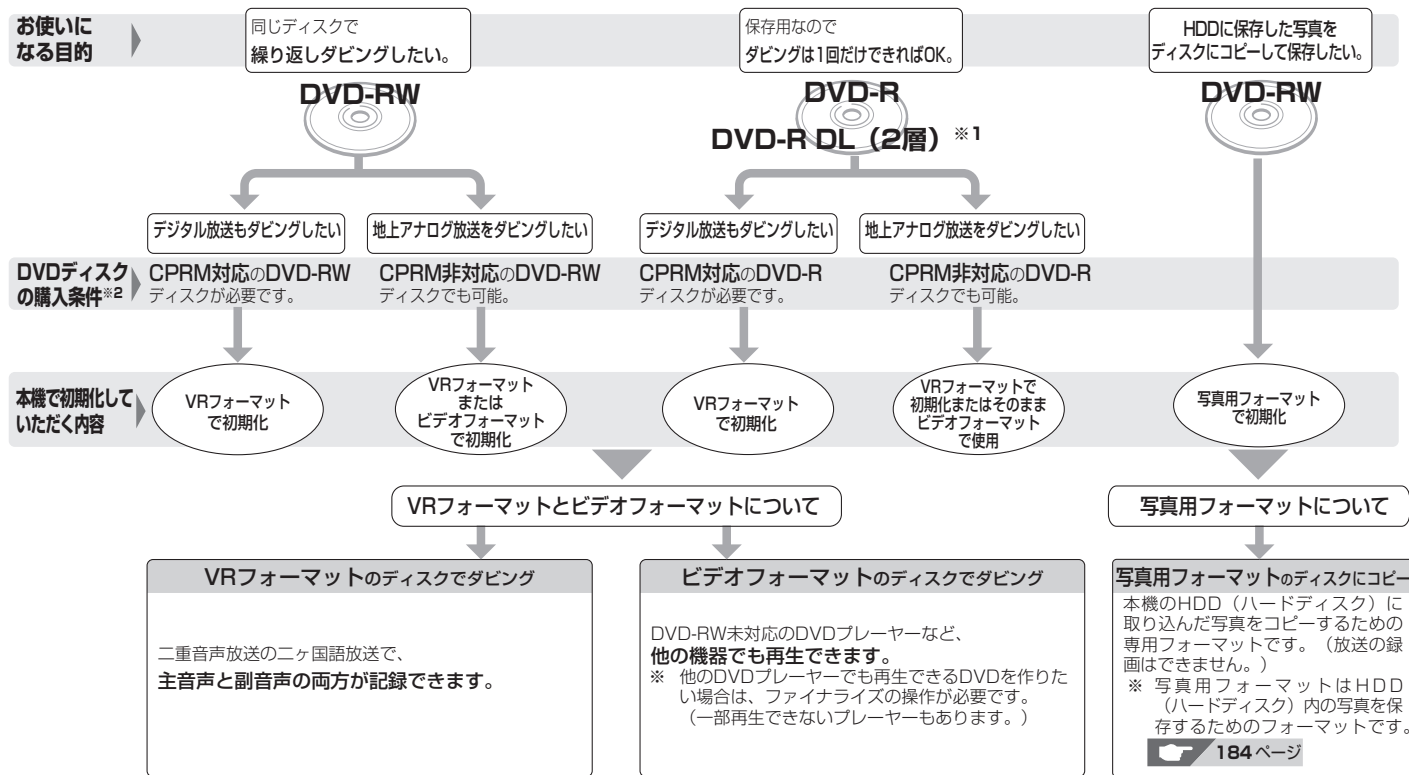 お使いに
なる目的
同じディスクで
繰り返しダビングしたい。
保存用なので
ダビングは1回だけできればOK。
HDDに保存した写真を
ディスクにコピーして保存したい。
DVD-RW
DVD-R
DVD-R DL（2層）※1
DVD-RW
デジタル放送もダビングしたい
地上アナログ放送をダビングしたい
デジタル放送もダビングしたい
地上アナログ放送をダビングしたい
DVDディスク
の購入条件※2
CPRM対応のDVD-RW
ディスクが必要です。
CPRM非対応のDVD-RW
ディスクでも可能。
CPRM対応のDVD-R
ディスクが必要です。
CPRM非対応のDVD-R
ディスクでも可能。
本機で初期化して
いただく内容
VRフォーマット
で初期化
VRフォーマット
または
ビデオフォーマット
で初期化
VRフォーマット
で初期化
VRフォーマットで
初期化またはそのまま
ビデオフォーマット
で使用
写真用フォーマット
で初期化
VRフォーマットとビデオフォーマットについて
写真用フォーマットについて
VRフォーマットのディスクでダビング
二重音声放送の二ヶ国語放送で、
主音声と副音声の両方が記録できます。
ビデオフォーマットのディスクでダビング
DVD-RW未対応のDVDプレーヤーなど、
他の機器でも再生できます。
※ 他のDVDプレーヤーでも再生できるDVDを作りた
い場合は、ファイナライズの操作が必要です。
（一部再生できないプレーヤーもあります。）
写真用フォーマットのディスクにコピー
本機のHDD（ハードディスク）に
取り込んだ写真をコピーするための
専用フォーマットです。（放送の録
画はできません。）
※ 写真用フォーマットはHDD
（ハードディスク）内の写真を保
存するためのフォーマットです。
184ページ